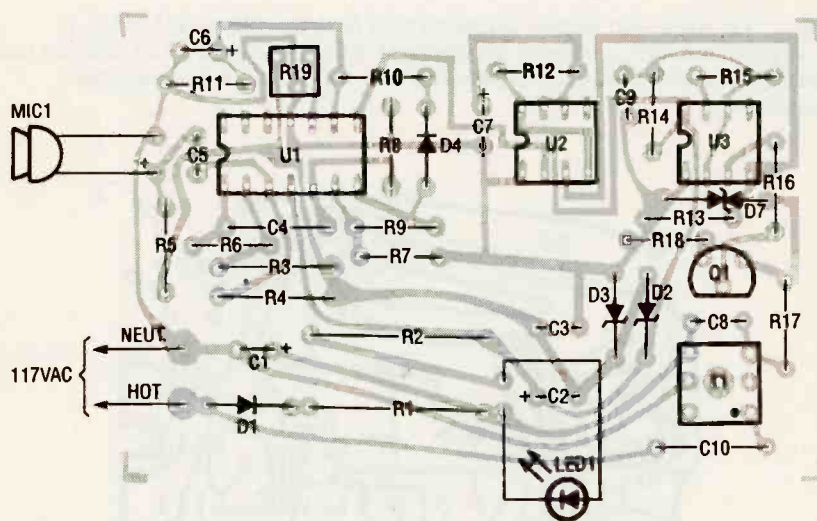 C6 +
R11
R19
R10
R12
C9
R14
R15
MIC1
+
C5
U1
R8
D4
+
C7
U2
U3
R16
D7
R13
R5
R6
C4
R9
R18
R3
R7
Q1
R4
D3
D2
C8
R17
C3
R2
NEUT.
C1 +
117VAC
HOT
D1
R1
+ C2
T1
LED1
C10